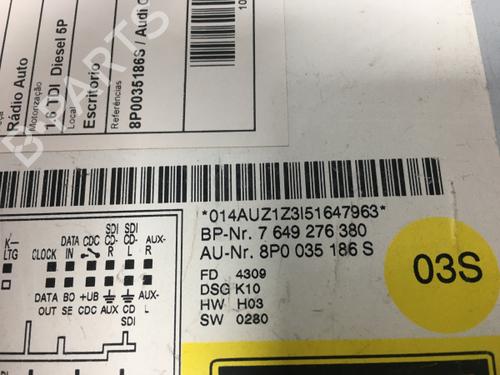 Rádio Auto
Motorização
1.6 TDI Diesel 5P
Local
Escritorio
Referências
8P0035186S / Audi
B-PARTS
*014AUZ1Z3I51647963*
BP-Nr. 7 649 276 380
AU-Nr. 8P0 035 186 S
FD 4309
DSG K10
HW H03
SW 0280
03S
K-
LTG
CLOCK
DATA IN
CDC
SDI CD- R
SDI CD- L
AUX- R
DATA OUT
BO SE
+UB CDC
AUX
CD SDI
AUX- L